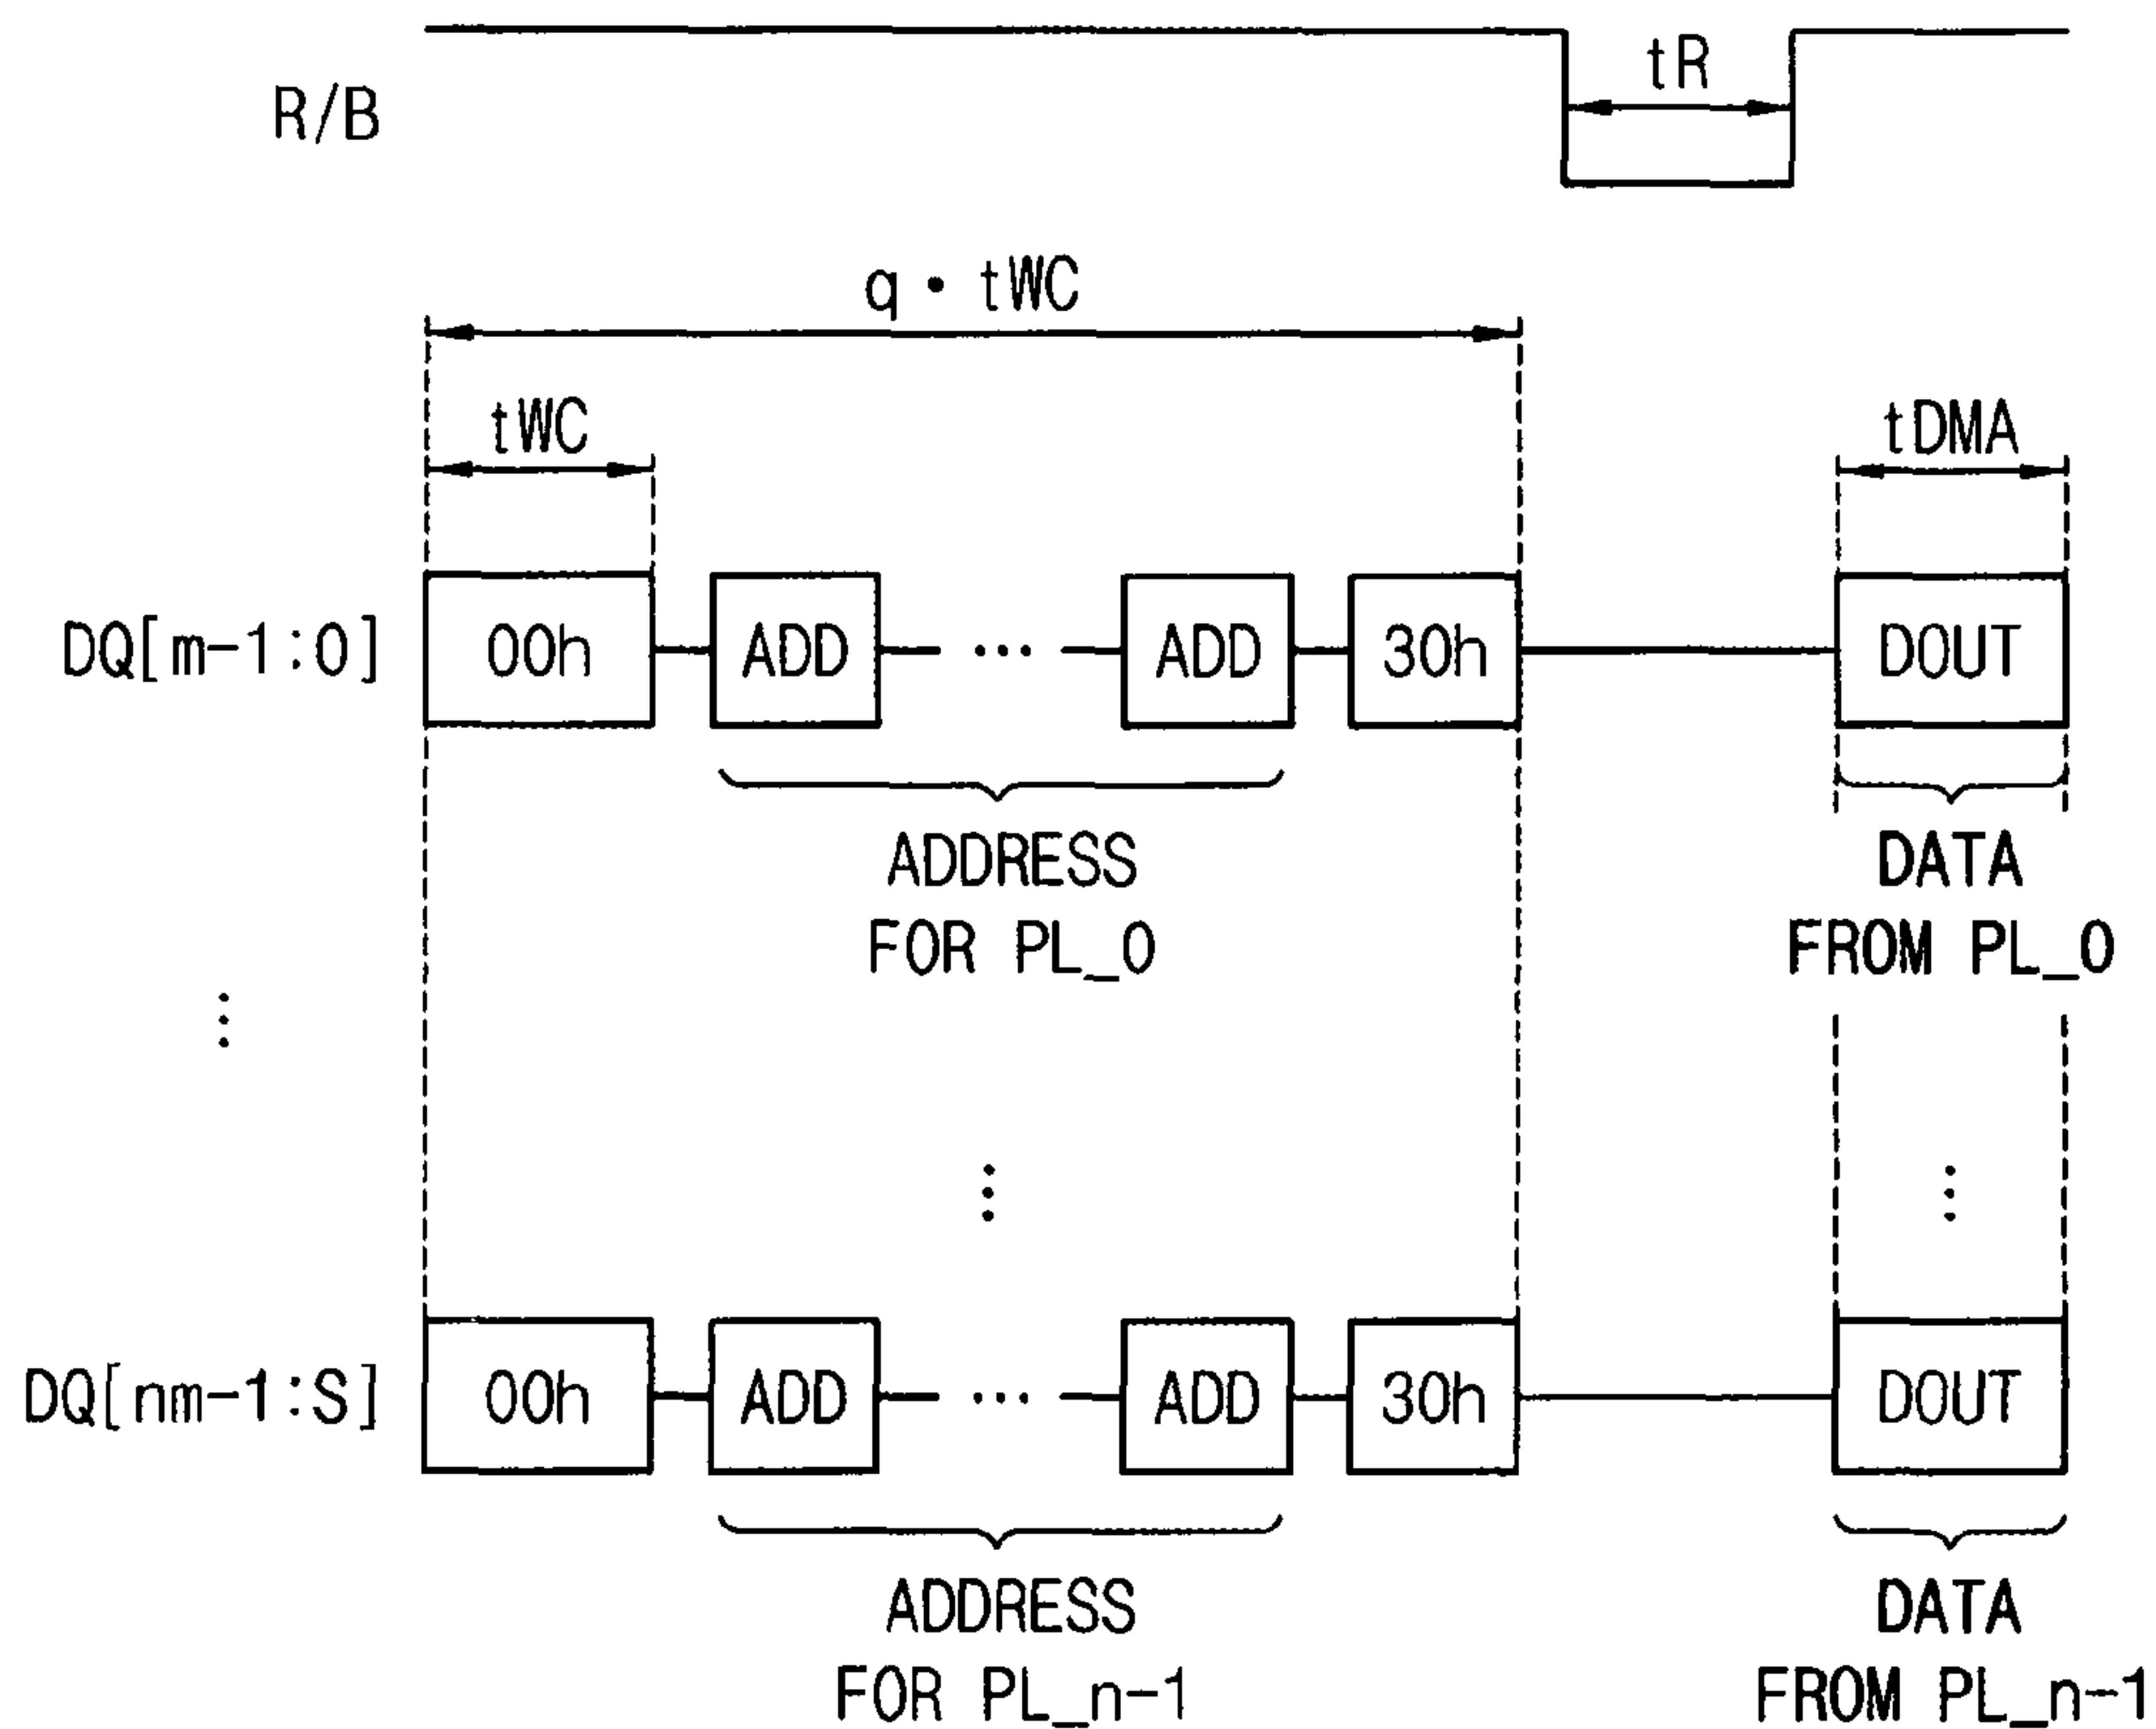 tR
R/B
q • tWC
tWC
tDMA
DQ[m-1:0]
00h
ADD
...
ADD
30h
DOUT
ADDRESS
FOR PL_0
DATA
FROM PL_0
DQ[nm-1:S]
00h
ADD
...
ADD
30h
DOUT
ADDRESS
FOR PL_n-1
DATA
FROM PL_n-1